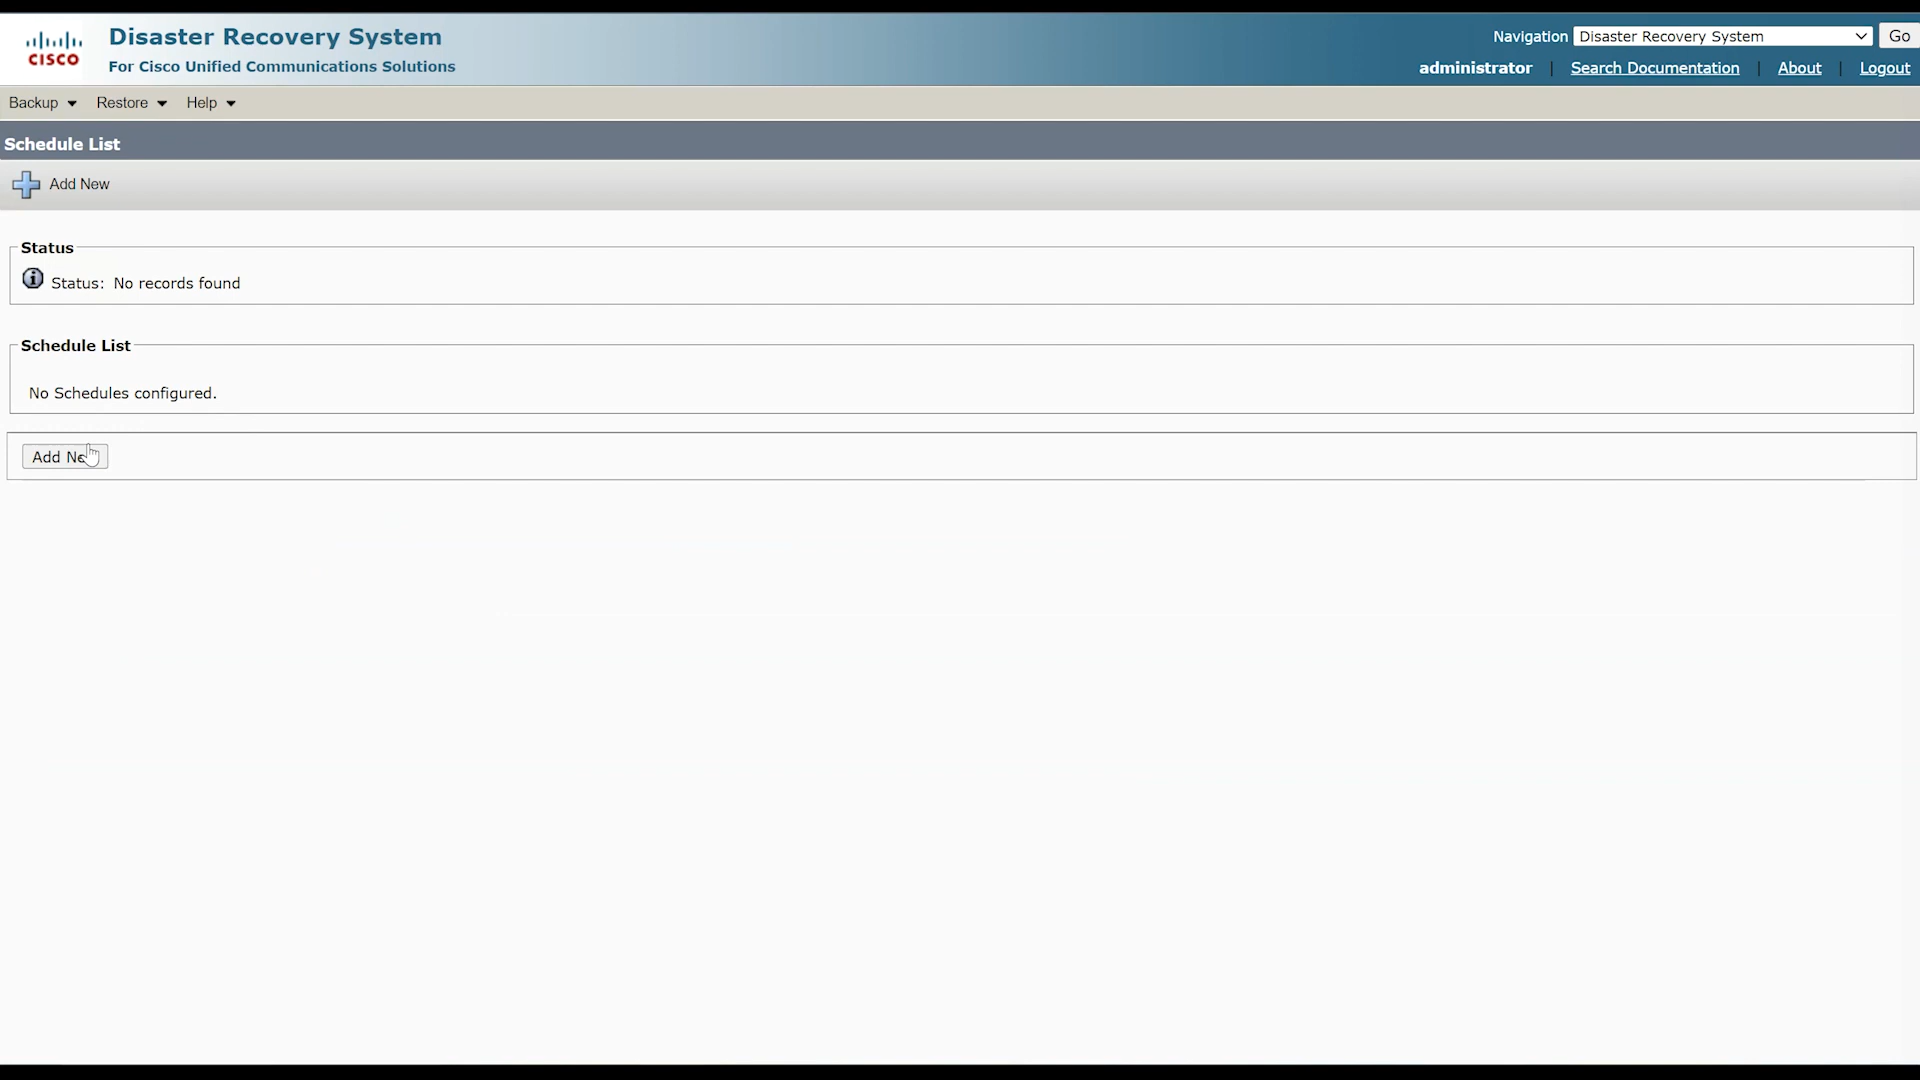 CISCO
Disaster Recovery System
For Cisco Unified Communications Solutions
Navigation Disaster Recovery System Go
administrator | Search Documentation | About | Logout
Backup Restore Help
Schedule List
Add New
Status
Status: No records found
Schedule List
No Schedules configured.
Add